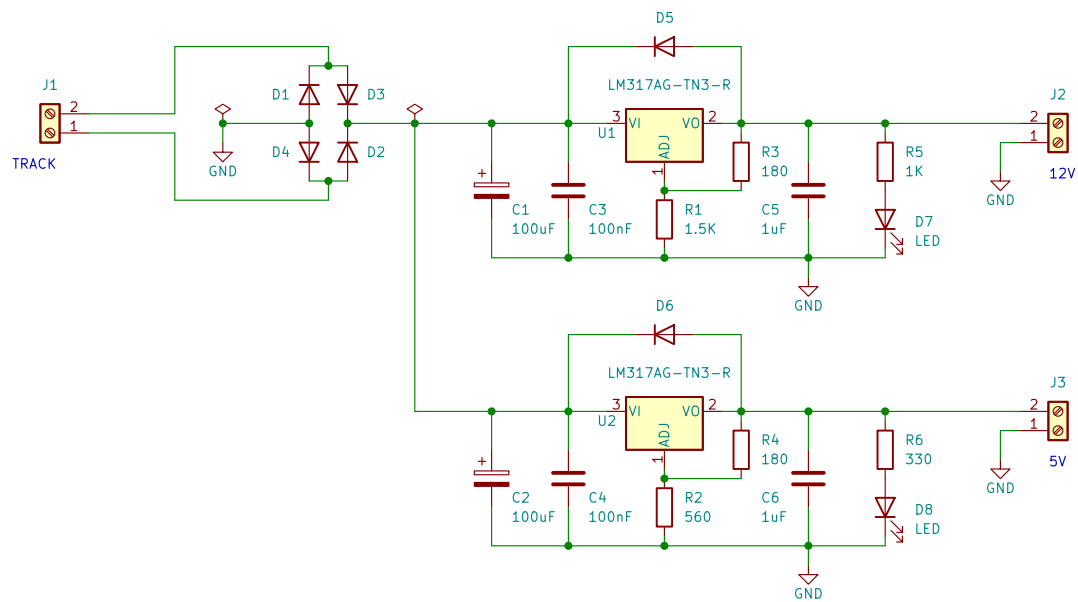 D5
LM317AG-TN3-R
J1
2
1
TRACK
D1
D3
D4
D2
GND
3
VI
VO
2
U1
ADJ
1
R3
180
R5
1K
J2
2
1
12V
GND
+
C1
100uF
C3
100nF
R1
1.5K
C5
1uF
D7
LED
GND
D6
LM317AG-TN3-R
3
VI
VO
2
U2
ADJ
1
R4
180
R6
330
J3
2
1
5V
GND
+
C2
100uF
C4
100nF
R2
560
C6
1uF
D8
LED
GND